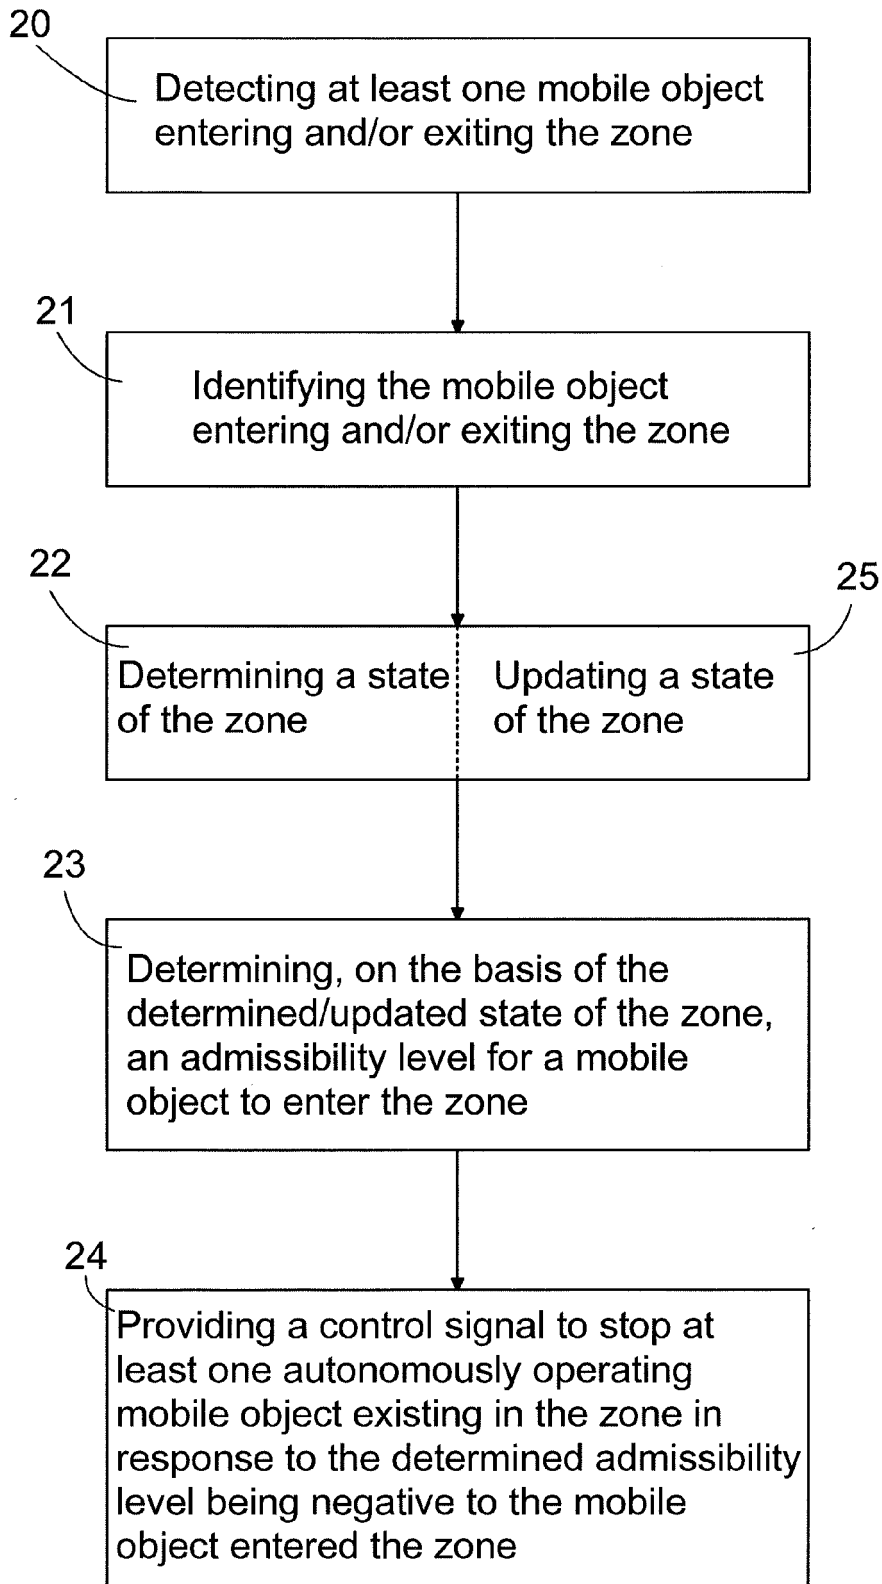 20
Detecting at least one mobile object
entering and/or exiting the zone
21
Identifying the mobile object
entering and/or exiting the zone
22
25
Determining a state
of the zone
Updating a state
of the zone
23
Determining, on the basis of the
determined/updated state of the zone,
an admissibility level for a mobile
object to enter the zone
24
Providing a control signal to stop at
least one autonomously operating
mobile object existing in the zone in
response to the determined admissibility
level being negative to the mobile
object entered the zone